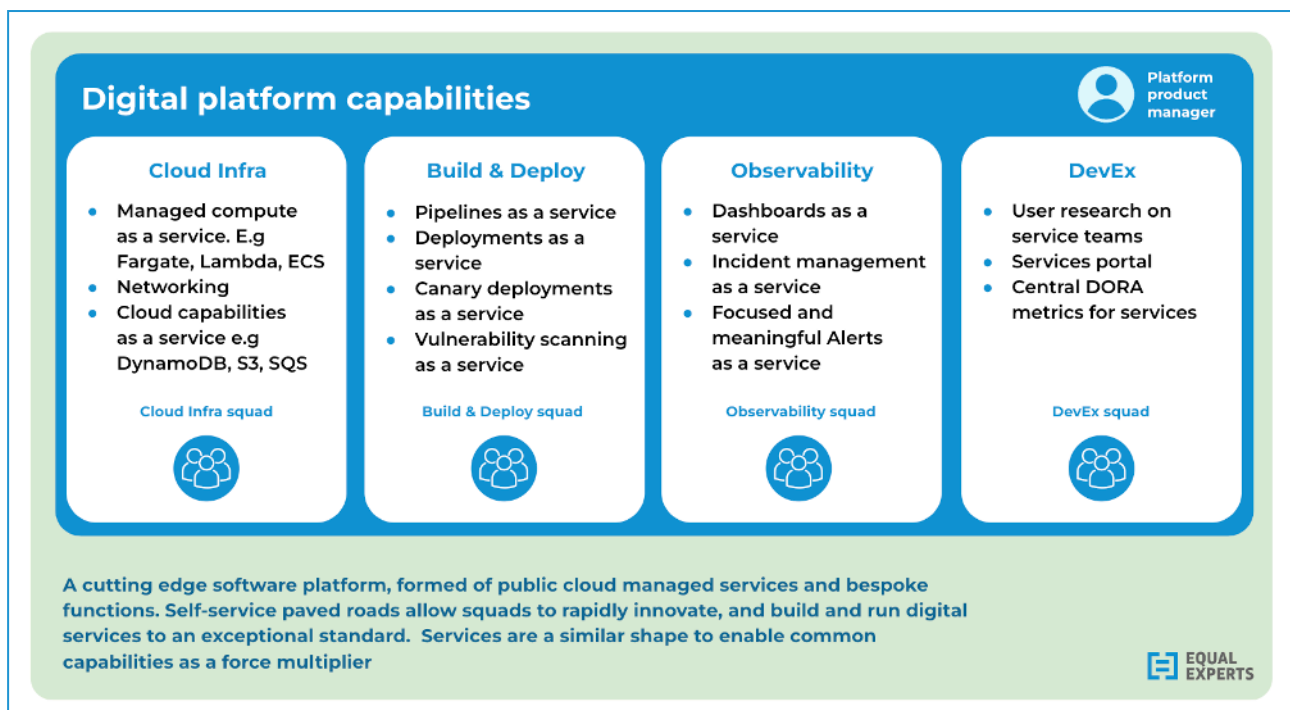 Digital platform capabilities
Platform
product
manager
Cloud Infra
• Managed compute
as a service. E.g
Fargate, Lambda, ECS
• Networking
• Cloud capabilities
as a service e.g
DynamoDB, S3, SQS
Cloud Infra squad
Build & Deploy
• Pipelines as a service
• Deployments as a
service
• Canary deployments
as a service
• Vulnerability scanning
as a service
Build & Deploy squad
Observability
• Dashboards as a
service
• Incident management
as a service
• Focused and
meaningful Alerts
as a service
Observability squad
DevEx
• User research on
service teams
• Services portal
• Central DORA
metrics for services
DevEx squad
A cutting edge software platform, formed of public cloud managed services and bespoke
functions. Self-service paved roads allow squads to rapidly innovate, and build and run digital
services to an exceptional standard.  Services are a similar shape to enable common
capabilities as a force multiplier
EQUAL
EXPERTS